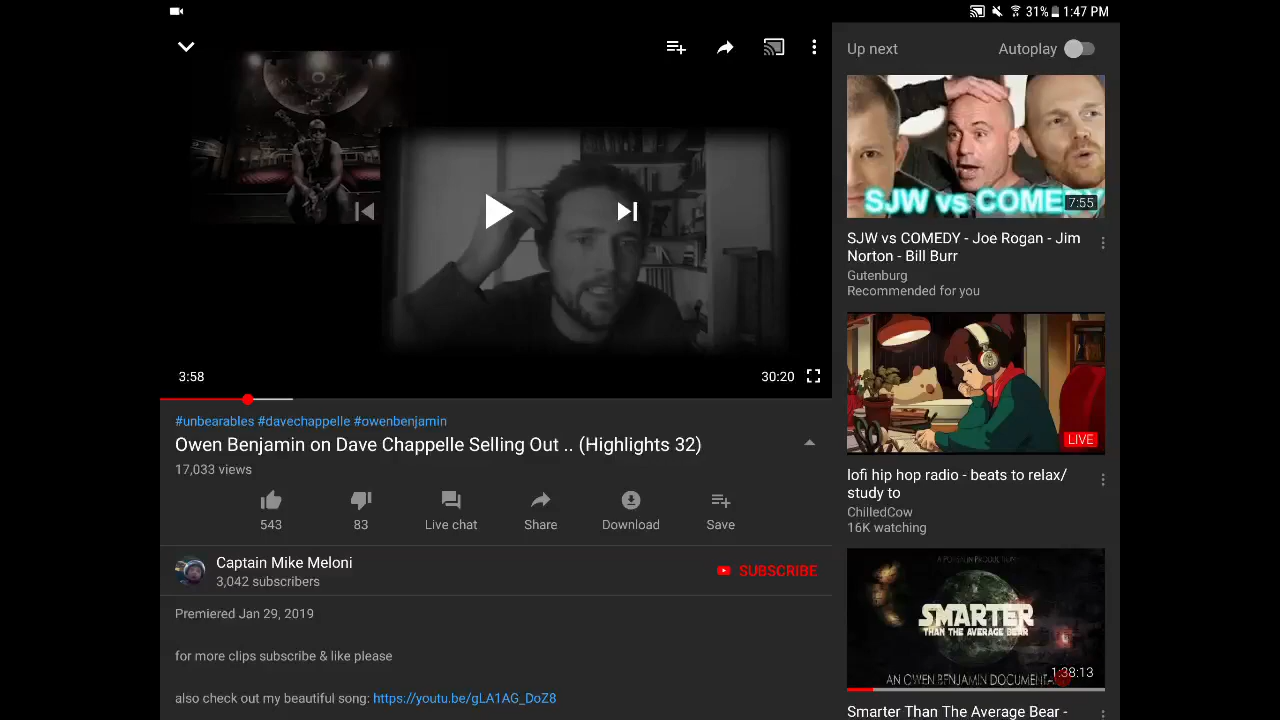 31% 1:47 PM
Up next
Autoplay
SJW vs COMEDY
7:55
SJW vs COMEDY - Joe Rogan - Jim
Norton - Bill Burr
Gutenburg
Recommended for you
3:58
30:20
#unbearables #davechappelle #owenbenjamin
Owen Benjamin on Dave Chappelle Selling Out .. (Highlights 32)
17,033 views
543
83
Live chat
Share
Download
Save
Captain Mike Meloni
3,042 subscribers
SUBSCRIBE
Premiered Jan 29, 2019
for more clips subscribe & like please
also check out my beautiful song: https://youtu.be/gLA1AG_DoZ8
LIVE
lofi hip hop radio - beats to relax/
study to
ChilledCow
16K watching
SMARTER
THAN THE AVERAGE BEAR
1:38:13
AN OWEN BENJAMIN DOCUMENT
Smarter Than The Average Bear -